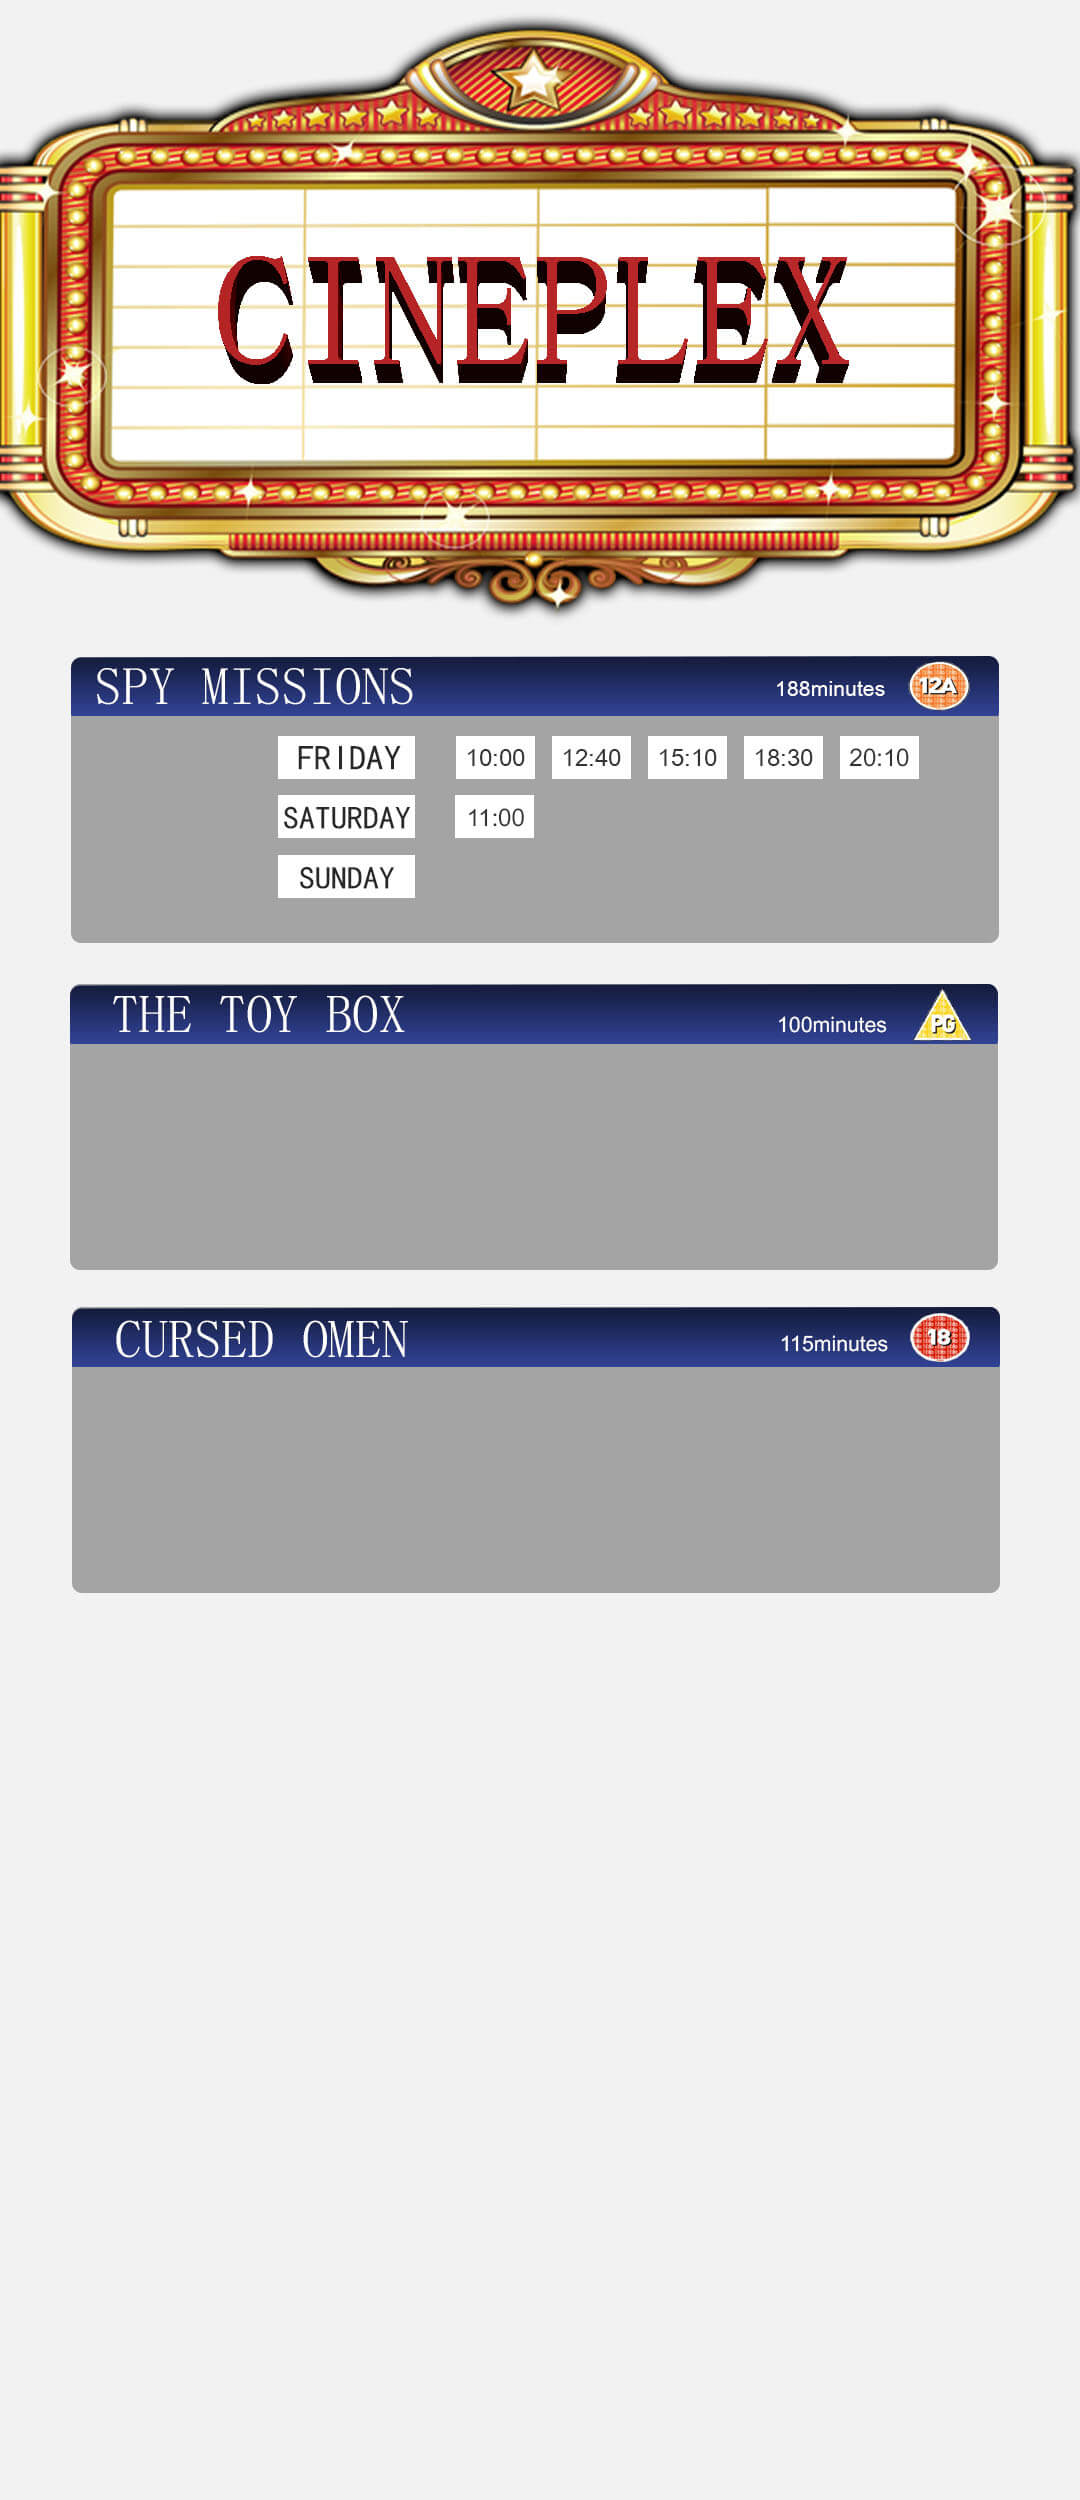 CINEPLEX
SPY MISSIONS 188minutes 12A
FRIDAY 10:00 12:40 15:10 18:30 20:10
SATURDAY 11:00
SUNDAY
THE TOY BOX 100minutes PG
CURSED OMEN 115minutes 18